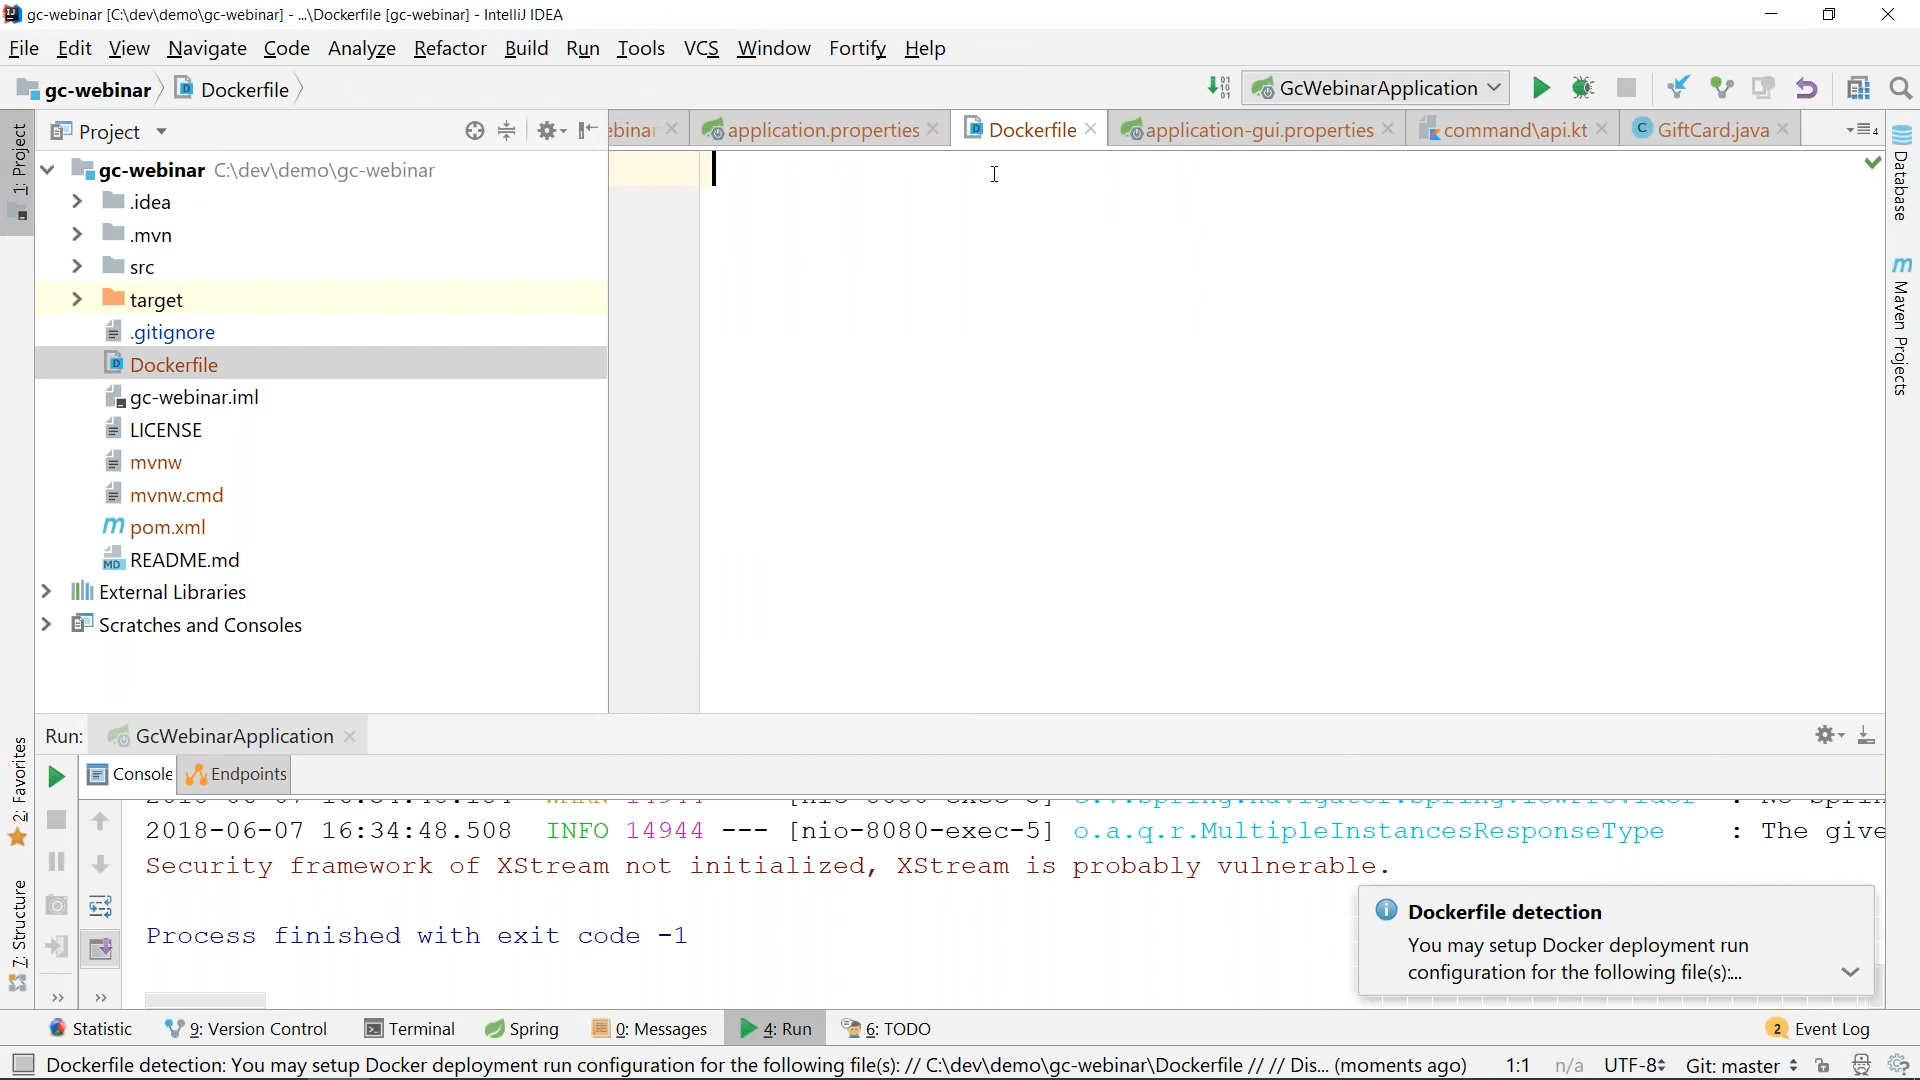 gc-webinar [C:\dev\demo\gc-webinar] - ...\Dockerfile [gc-webinar] - IntelliJ IDEA
File Edit View Navigate Code Analyze Refactor Build Run Tools VCS Window Fortify Help
gc-webinar Dockerfile GcWebinarApplication
1: Project
Project
application.properties Dockerfile application-gui.properties command\api.kt GiftCard.java 4
gc-webinar C:\dev\demo\gc-webinar
.idea
.mvn
src
target
.gitignore
Dockerfile
gc-webinar.iml
LICENSE
mvnw
mvnw.cmd
pom.xml
README.md
External Libraries
Scratches and Consoles
Database
Maven Projects
2: Favorites
7: Structure
Run: GcWebinarApplication
Console Endpoints
2018-06-07 16:34:48.508 INFO 14944 --- [nio-8080-exec-5] o.a.q.r.MultipleInstancesResponseType : The give
Security framework of XStream not initialized, XStream is probably vulnerable.
Process finished with exit code -1
Dockerfile detection
You may setup Docker deployment run
configuration for the following file(s):...
Statistic 9: Version Control Terminal Spring 0: Messages 4: Run 6: TODO 2 Event Log
Dockerfile detection: You may setup Docker deployment run configuration for the following file(s): // C:\dev\demo\gc-webinar\Dockerfile // // Dis... (moments ago) 1:1 n/a UTF-8 Git: master